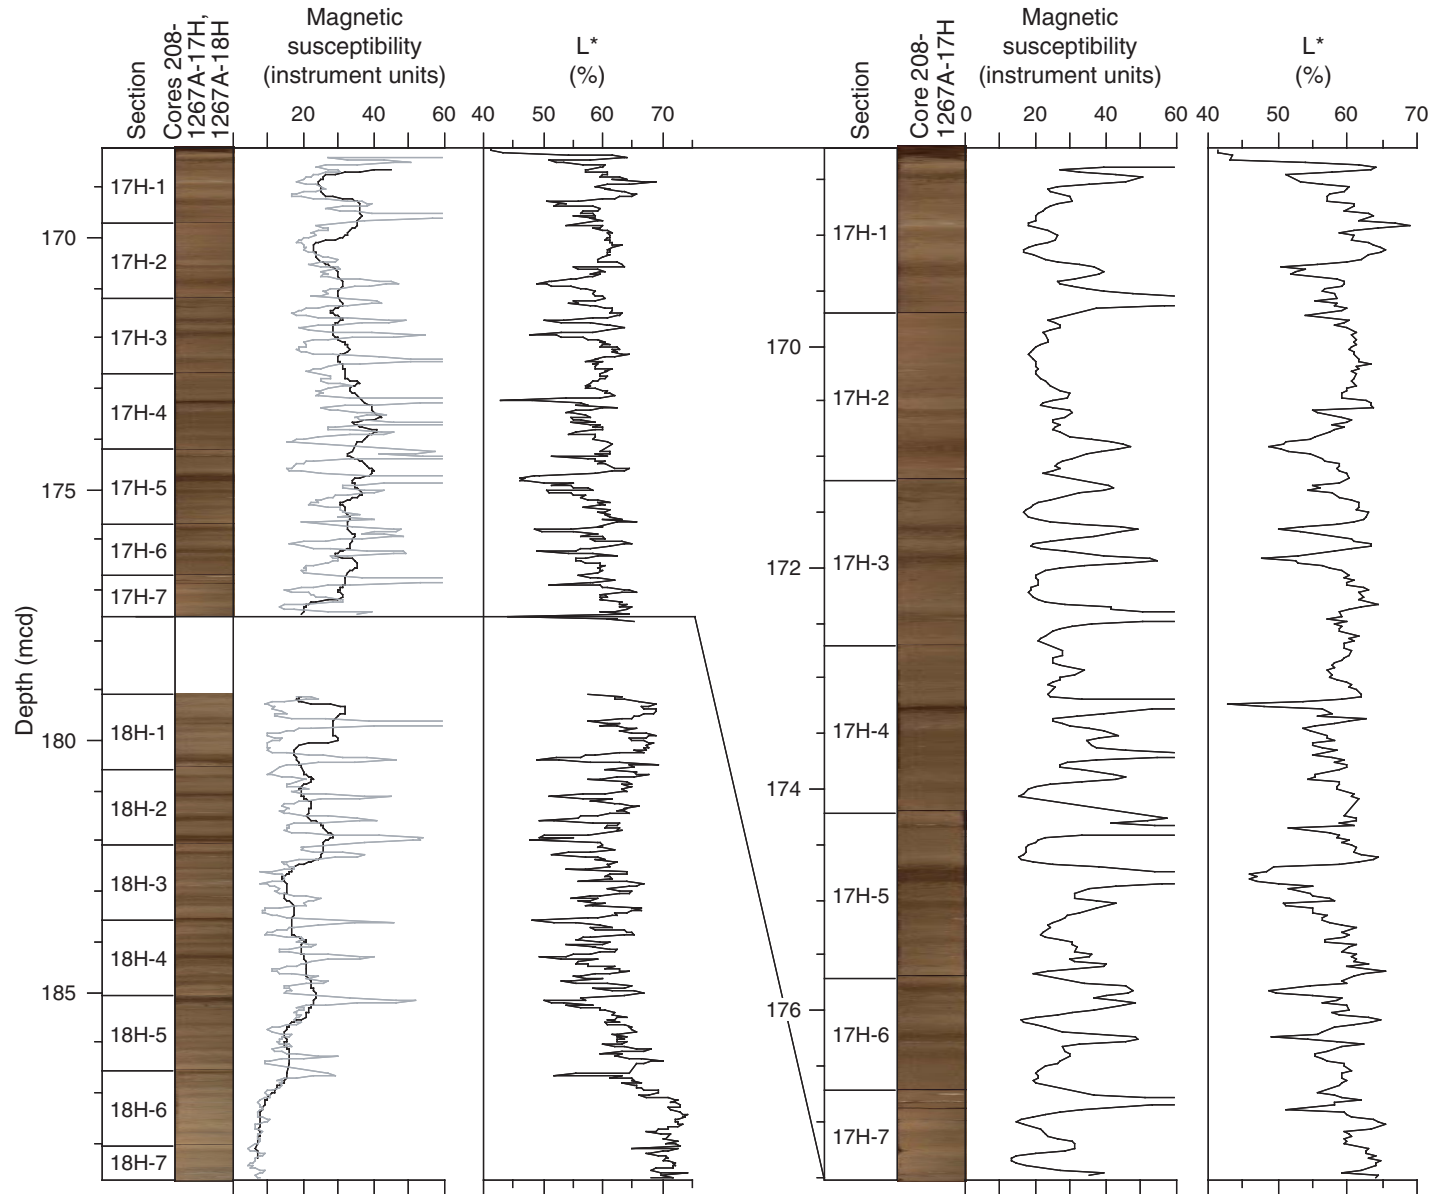 Section
Cores 208-
1267A-17H,
1267A-18H
Magnetic
susceptibility
(instrument units)
L*
(%)
20 40 60 40 50 60 70
17H-1
17H-2
17H-3
17H-4
17H-5
17H-6
17H-7
18H-1
18H-2
18H-3
18H-4
18H-5
18H-6
18H-7
170
175
180
185
Depth (mcd)
Section
Core 208-
1267A-17H
Magnetic
susceptibility
(instrument units)
L*
(%)
0 20 40 60 40 50 60 70
17H-1
17H-2
17H-3
17H-4
17H-5
17H-6
17H-7
170
172
174
176